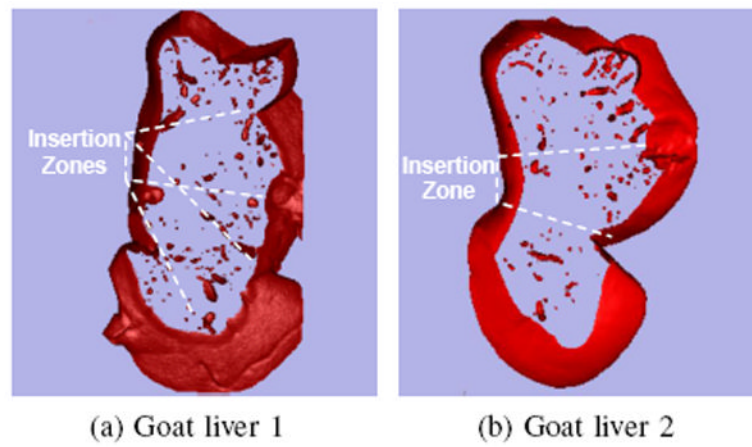 Insertion
Zones
Insertion
Zone
(a) Goat liver 1
(b) Goat liver 2